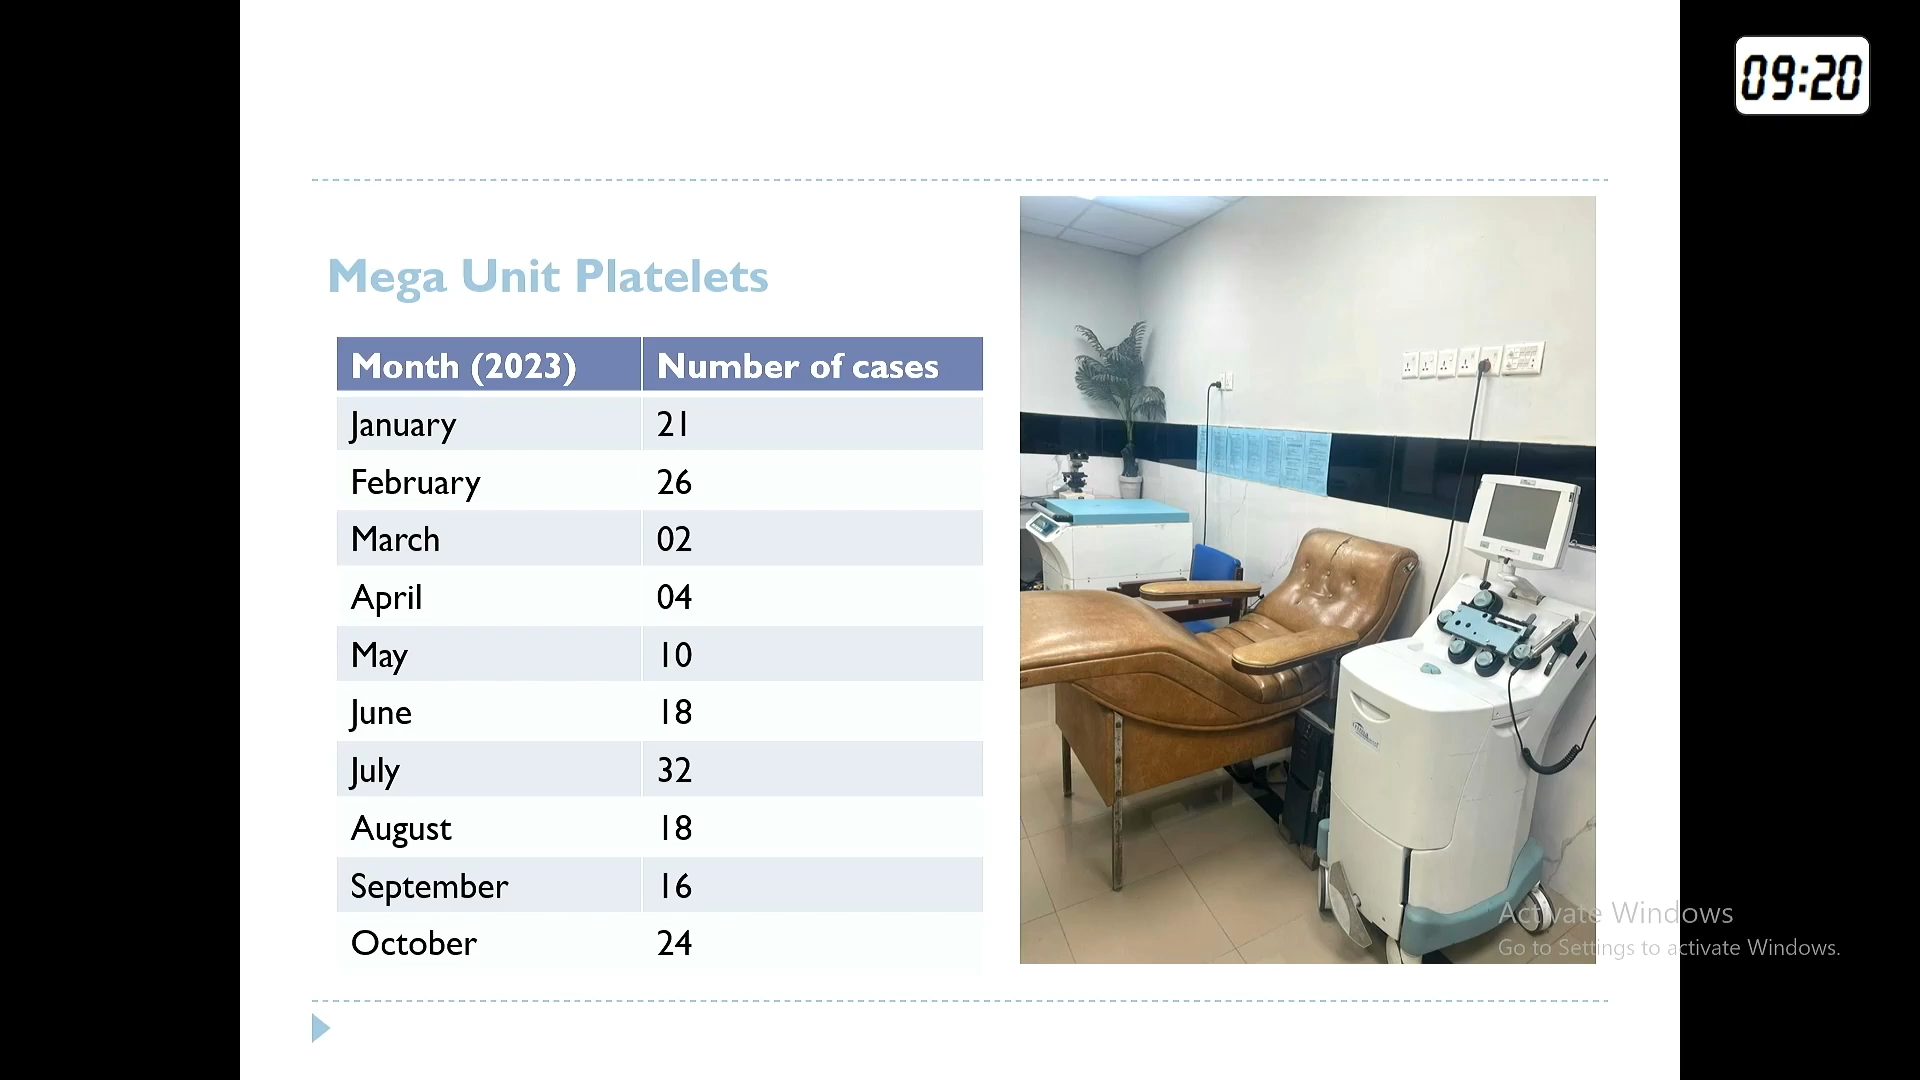 09:20
Mega Unit Platelets
Month (2023) Number of cases
January 21
February 26
March 02
April 04
May 10
June 18
July 32
August 18
September 16
October 24
Activate Windows
Go to Settings to activate Windows.